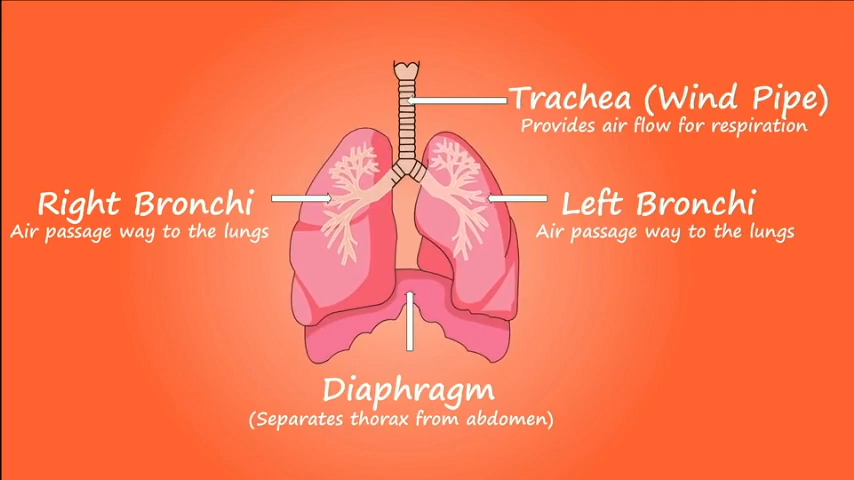 Trachea (Wind Pipe)
Provides air flow for respiration
Right Bronchi
Air passage way to the lungs
Left Bronchi
Air passage way to the lungs
Diaphragm
(Separates thorax from abdomen)